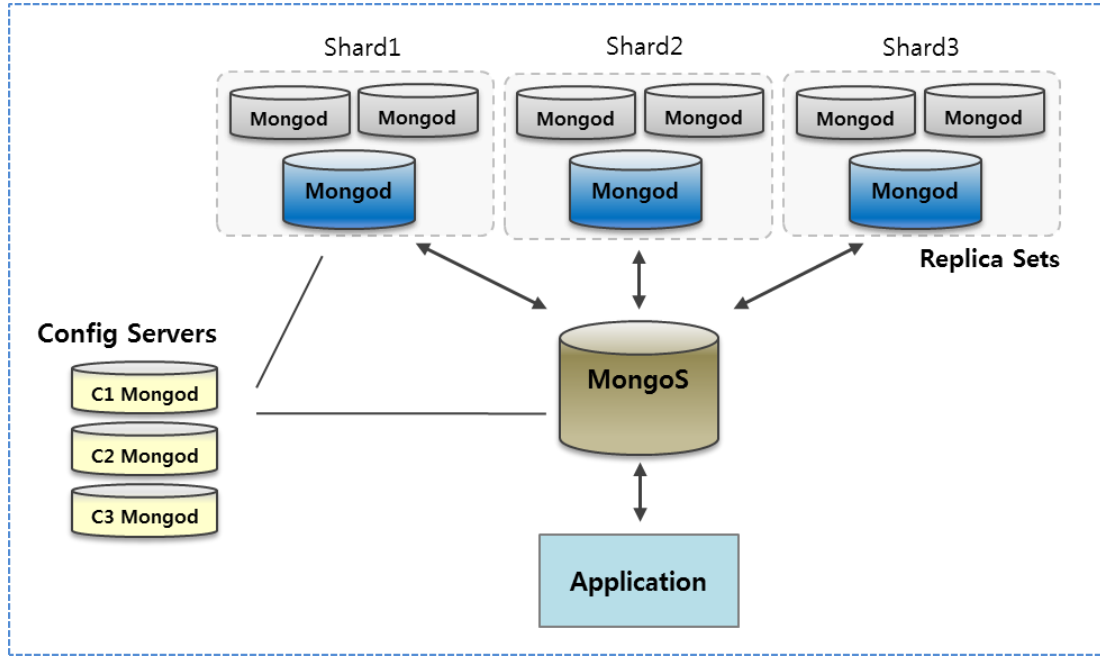 Shard1
Shard2
Shard3
Mongod
Mongod
Mongod
Mongod
Mongod
Mongod
Mongod
Mongod
Mongod
Replica Sets
Config Servers
C1 Mongod
C2 Mongod
C3 Mongod
MongoS
Application